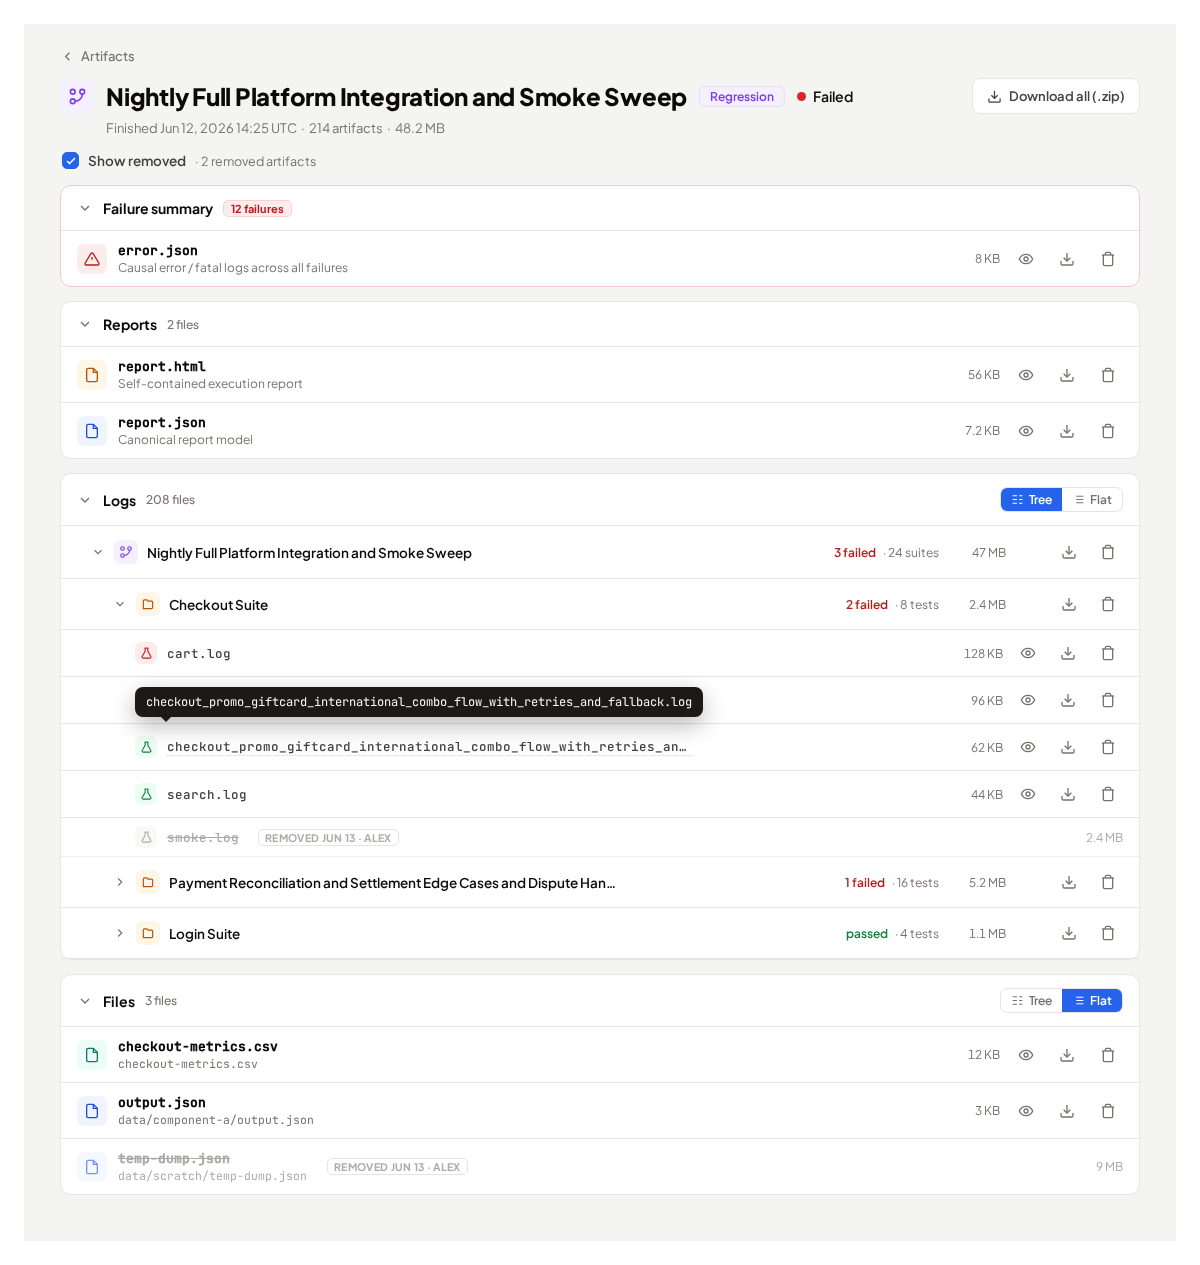 Artifacts
Nightly Full Platform Integration and Smoke Sweep Regression Failed Download all (.zip)
Finished Jun 12, 2026 14:25 UTC · 214 artifacts · 48.2 MB
Show removed · 2 removed artifacts
Failure summary 12 failures
error.json
Causal error / fatal logs across all failures
8 KB
Reports 2 files
report.html
Self-contained execution report
56 KB
report.json
Canonical report model
7.2 KB
Logs 208 files Tree Flat
Nightly Full Platform Integration and Smoke Sweep 3 failed · 24 suites 47 MB
Checkout Suite 2 failed · 8 tests 2.4 MB
cart.log 128 KB
checkout_promo_giftcard_international_combo_flow_with_retries_and_fallback.log
96 KB
checkout_promo_giftcard_international_combo_flow_with_retries_an… 62 KB
search.log 44 KB
smoke.log REMOVED JUN 13 · ALEX 2.4 MB
Payment Reconciliation and Settlement Edge Cases and Dispute Han… 1 failed · 16 tests 5.2 MB
Login Suite passed · 4 tests 1.1 MB
Files 3 files Tree Flat
checkout-metrics.csv
checkout-metrics.csv
12 KB
output.json
data/component-a/output.json
3 KB
temp-dump.json
data/scratch/temp-dump.json
REMOVED JUN 13 · ALEX
9 MB